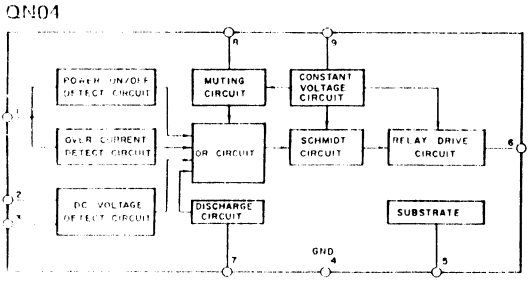 QN04
8
9
POWER ON/OFF
DETECT CIRCUIT
MUTING
CIRCUIT
CONSTANT
VOLTAGE
CIRCUIT
1
OVER CURRENT
DETECT CIRCUIT
OR CIRCUIT
SCHMIDT
CIRCUIT
RELAY DRIVE
CIRCUIT
6
2
3
DC VOLTAGE
DETECT CIRCUIT
DISCHARGE
CIRCUIT
SUBSTRATE
GND
7
4
5